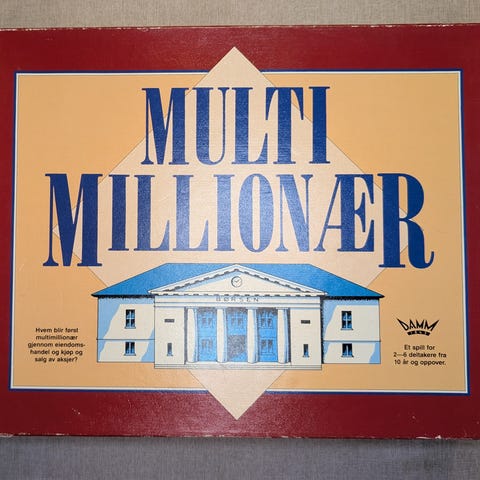 MULTI
MILLIONÆR
BØRSEN
Hvem blir først
multimillionær
gjennom eiendoms-
handel og kjøp og
salg av aksjer?
DAMM
Et spill for
2—6 deltakere fra
10 år og oppover.